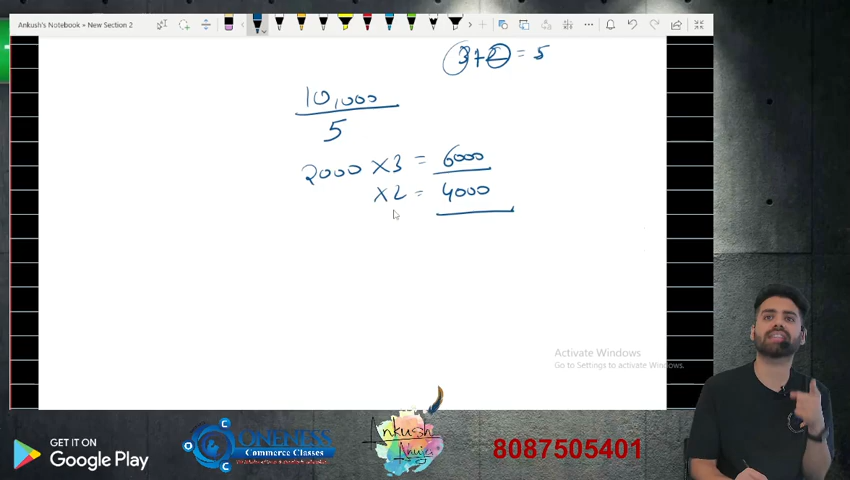 Ankush's Notebook » New Section 2
3+2 = 5
10,000
5
2000 ×3 = 6000
×2 = 4000
Activate Windows
Go to Settings to activate Windows.
GET IT ON
Google Play
C
O
C
ONENESS
Commerce Classes
Ankush
8087505401